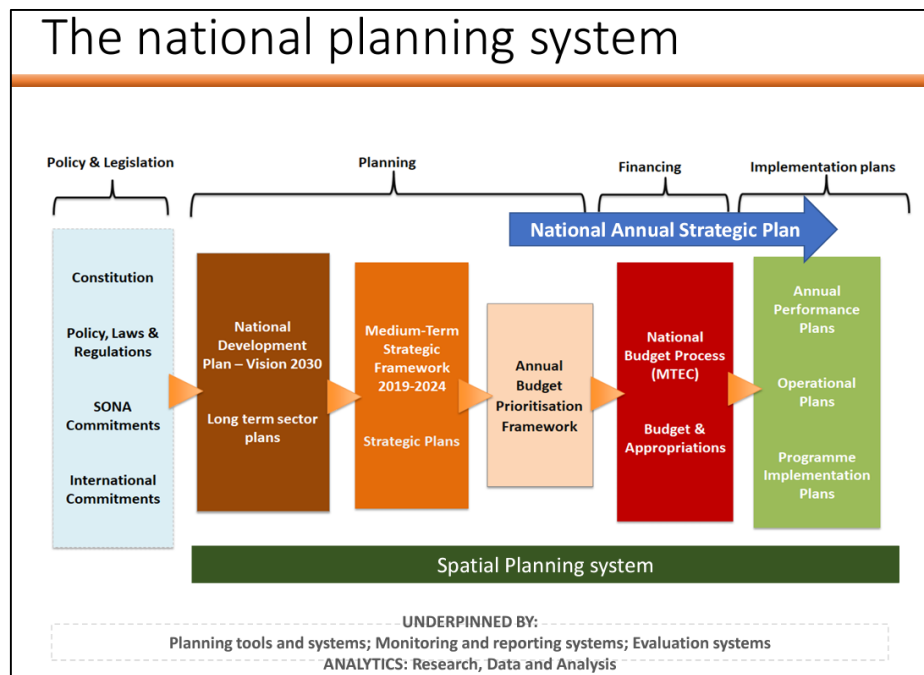 The national planning system
Policy & Legislation
Planning
Financing
Implementation plans
National Annual Strategic Plan
Constitution
Policy, Laws &
Regulations
SONA
Commitments
International
Commitments
National
Development
Plan – Vision 2030
Long term sector
plans
Medium-Term
Strategic
Framework
2019-2024
Strategic Plans
Annual
Budget
Prioritisation
Framework
National
Budget Process
(MTEC)
Budget &
Appropriations
Annual
Performance
Plans
Operational
Plans
Programme
Implementation
Plans
Spatial Planning system
UNDERPINNED BY:
Planning tools and systems; Monitoring and reporting systems; Evaluation systems
ANALYTICS: Research, Data and Analysis